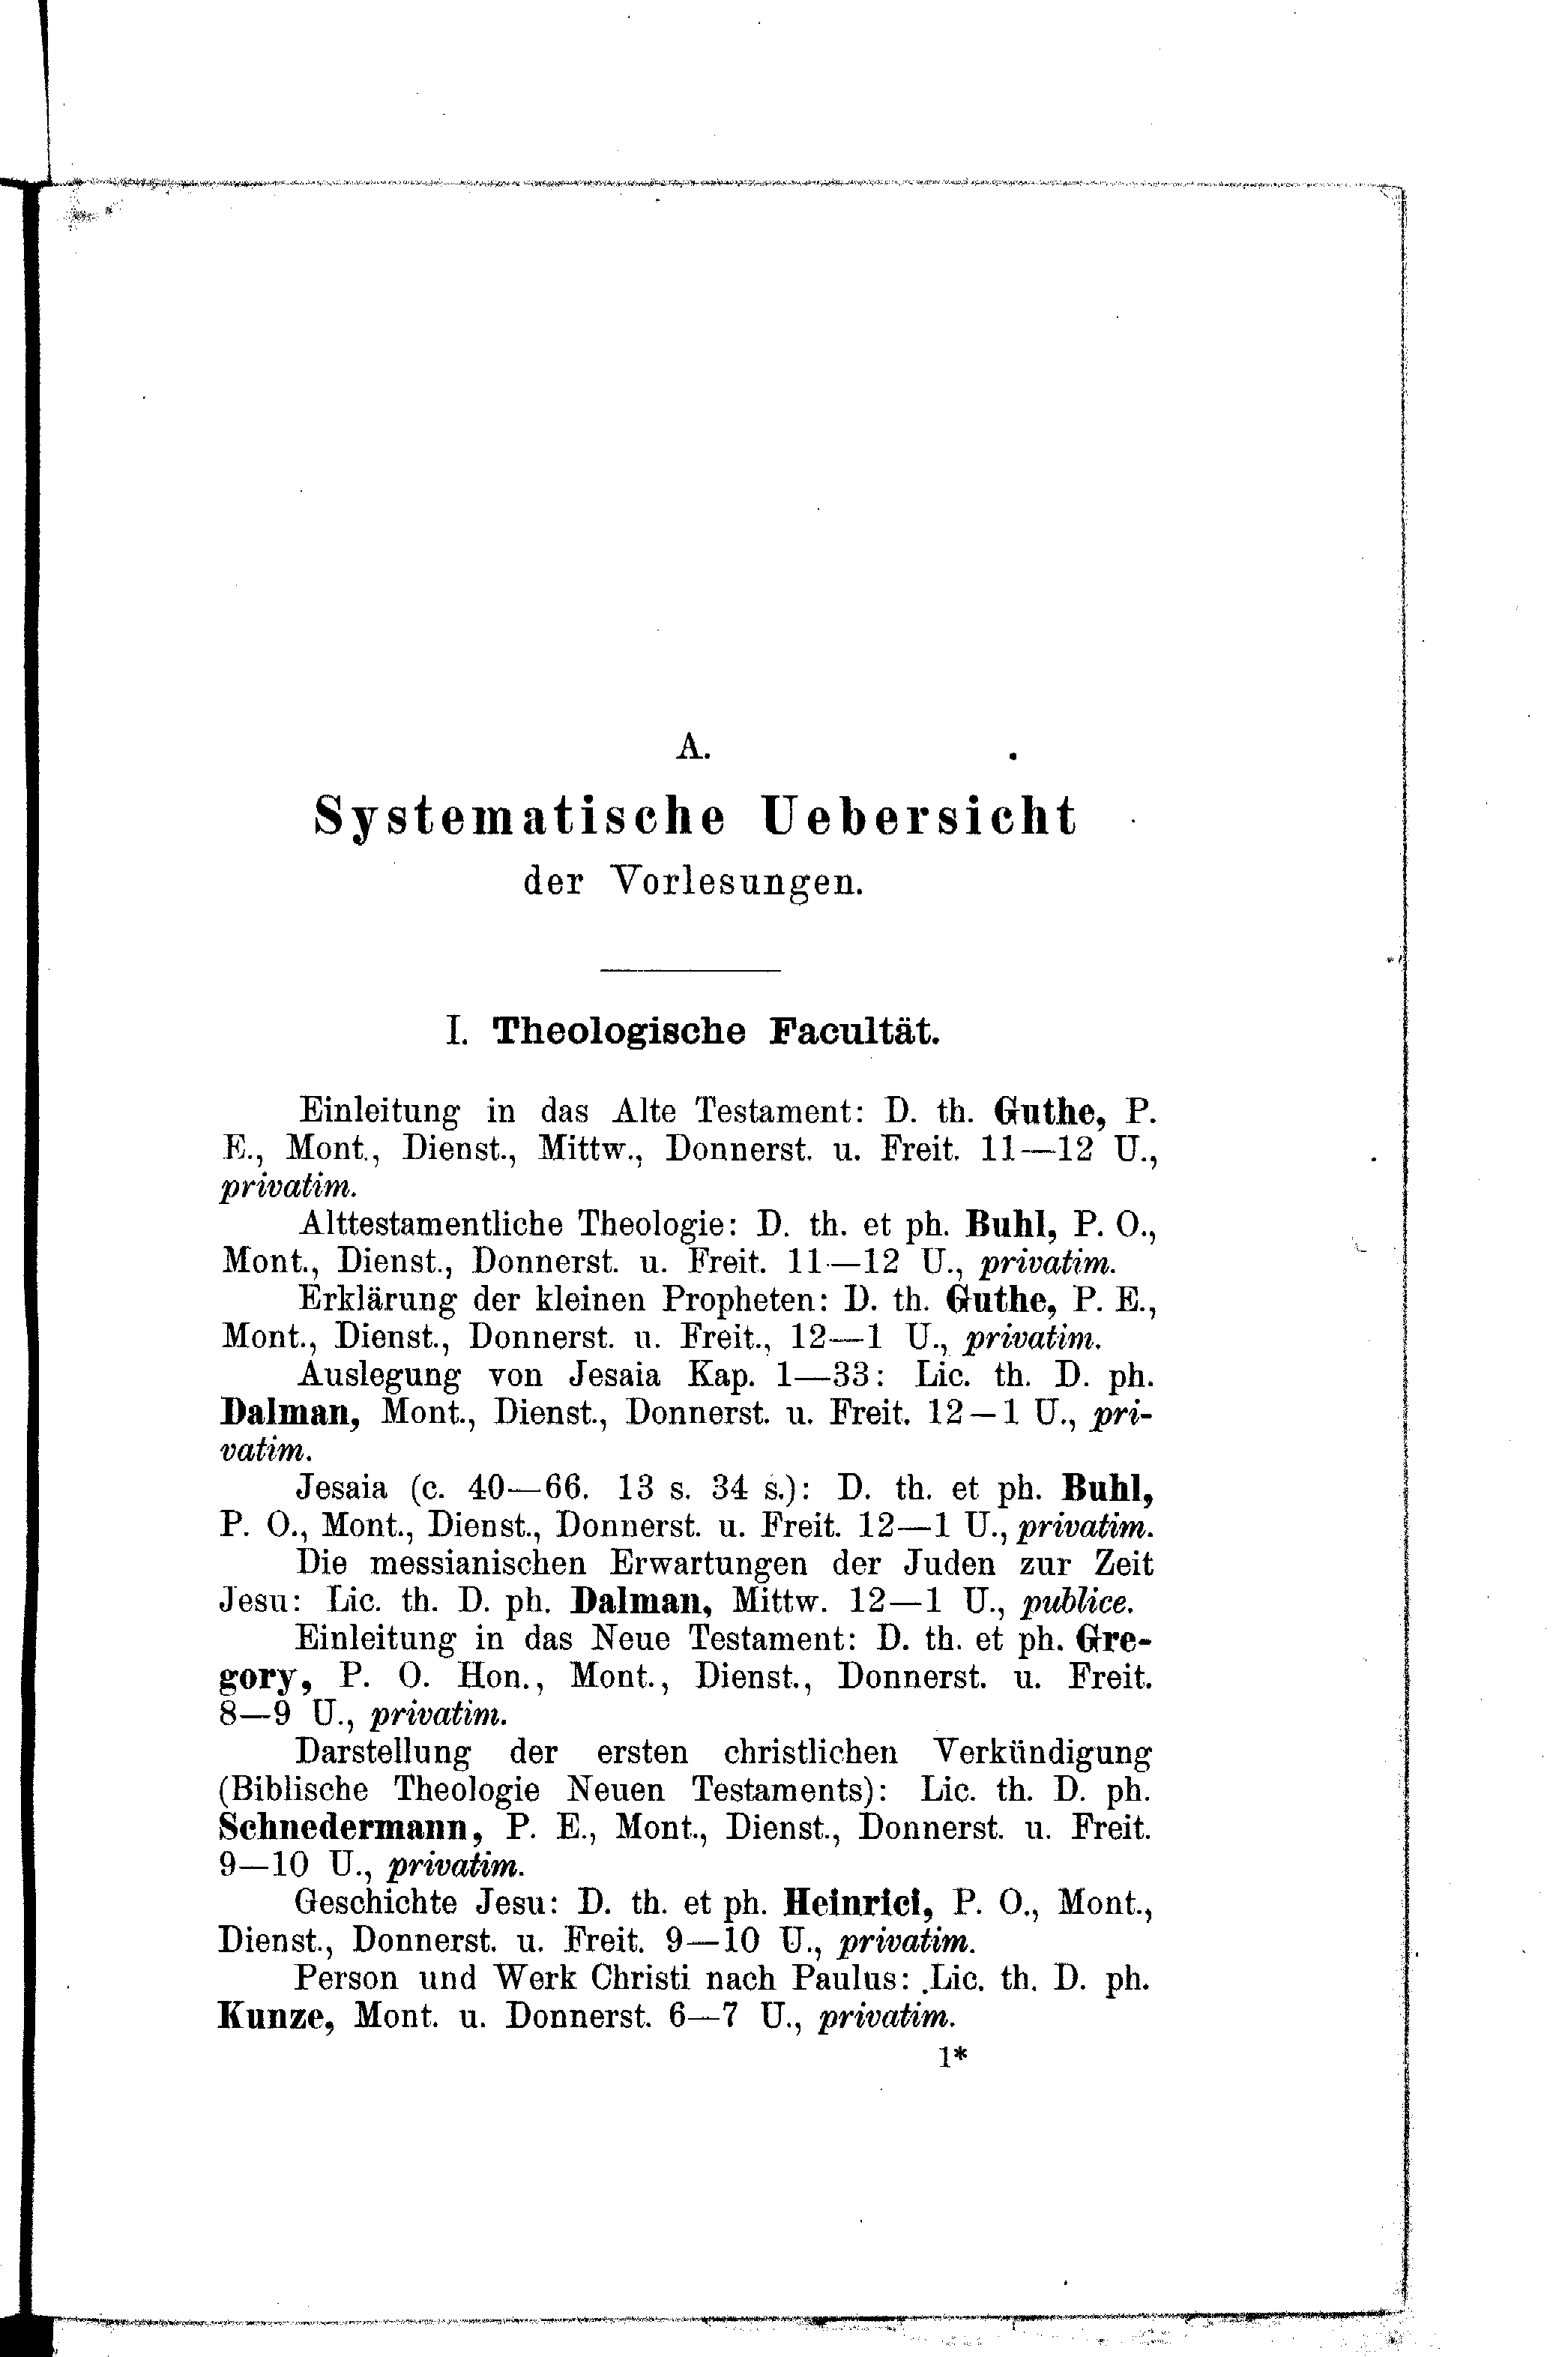 A.
Systematische Uebersicht
der Vorlesungen.
I. Theologische Facultät.
Einleitung in das Alte Testament: D. th. Guthe, P.
E., Mont., Dienst., Mittw., Donnerst. u. Freit. 11—12 U.,
privatim.
Alttestamentliche Theologie: D. th. et ph. Buhl, P. O.,
Mont., Dienst., Donnerst. u. Freit. 11—12 U., privatim.
Erklärung der kleinen Propheten: D. th. Guthe, P. E.,
Mont., Dienst., Donnerst. u. Freit., 12—1 U., privatim.
Auslegung von Jesaia Kap. 1—33: Lic. th. D. ph.
Dalman, Mont., Dienst., Donnerst. u. Freit. 12—1 U., pri-
vatim.
Jesaia (c. 40—66. 13 s. 34 s.): D. th. et ph. Buhl,
P. O., Mont., Dienst., Donnerst. u. Freit. 12—1 U., privatim.
Die messianischen Erwartungen der Juden zur Zeit
Jesu: Lic. th. D. ph. Dalman, Mittw. 12—1 U., publice.
Einleitung in das Neue Testament: D. th. et ph. Gre-
gory, P. O. Hon., Mont., Dienst., Donnerst. u. Freit.
8—9 U., privatim.
Darstellung der ersten christlichen Verkündigung
(Biblische Theologie Neuen Testaments): Lic. th. D. ph.
Schnedermann, P. E., Mont., Dienst., Donnerst. u. Freit.
9—10 U., privatim.
Geschichte Jesu: D. th. et ph. Heinrici, P. O., Mont.,
Dienst., Donnerst. u. Freit. 9—10 U., privatim.
Person und Werk Christi nach Paulus: Lic. th. D. ph.
Kunze, Mont. u. Donnerst. 6—7 U., privatim.
1*